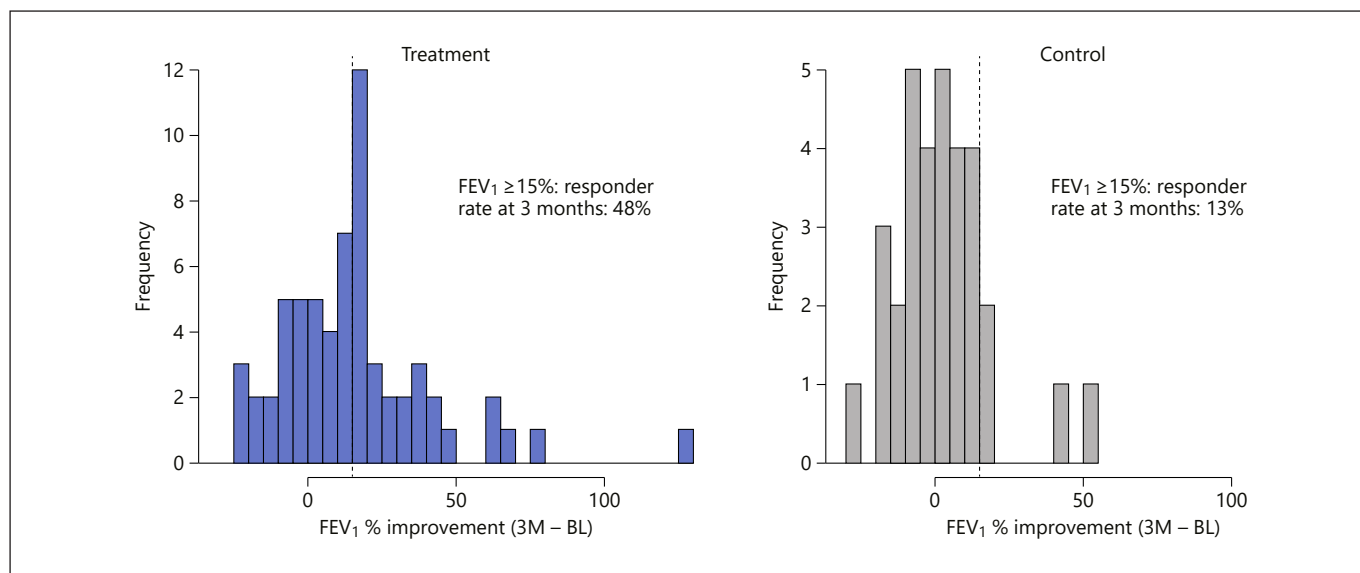 Treatment
12
10
8
6
4
2
0
Frequency
FEV₁ ≥15%: responder
rate at 3 months: 48%
0 50 100
FEV₁ % improvement (3M – BL)
Control
5
4
3
2
1
0
Frequency
FEV₁ ≥15%: responder
rate at 3 months: 13%
0 50 100
FEV₁ % improvement (3M – BL)